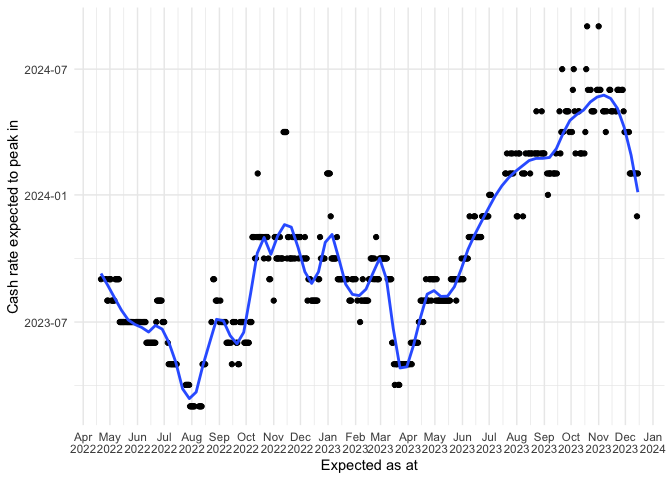 Cash rate expected to peak in
2024-07
2024-01
2023-07
Apr May Jun Jul Aug Sep Oct Nov Dec Jan Feb Mar Apr May Jun Jul Aug Sep Oct Nov Dec Jan
2022 2022 2022 2022 2022 2022 2022 2022 2022 2023 2023 2023 2023 2023 2023 2023 2023 2023 2023 2023 2023 2024
Expected as at